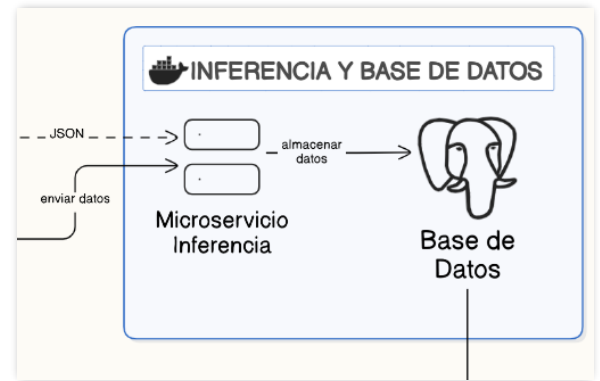 INFERENCIA Y BASE DE DATOS
JSON
almacenar
datos
enviar datos
Microservicio
Inferencia
Base de
Datos